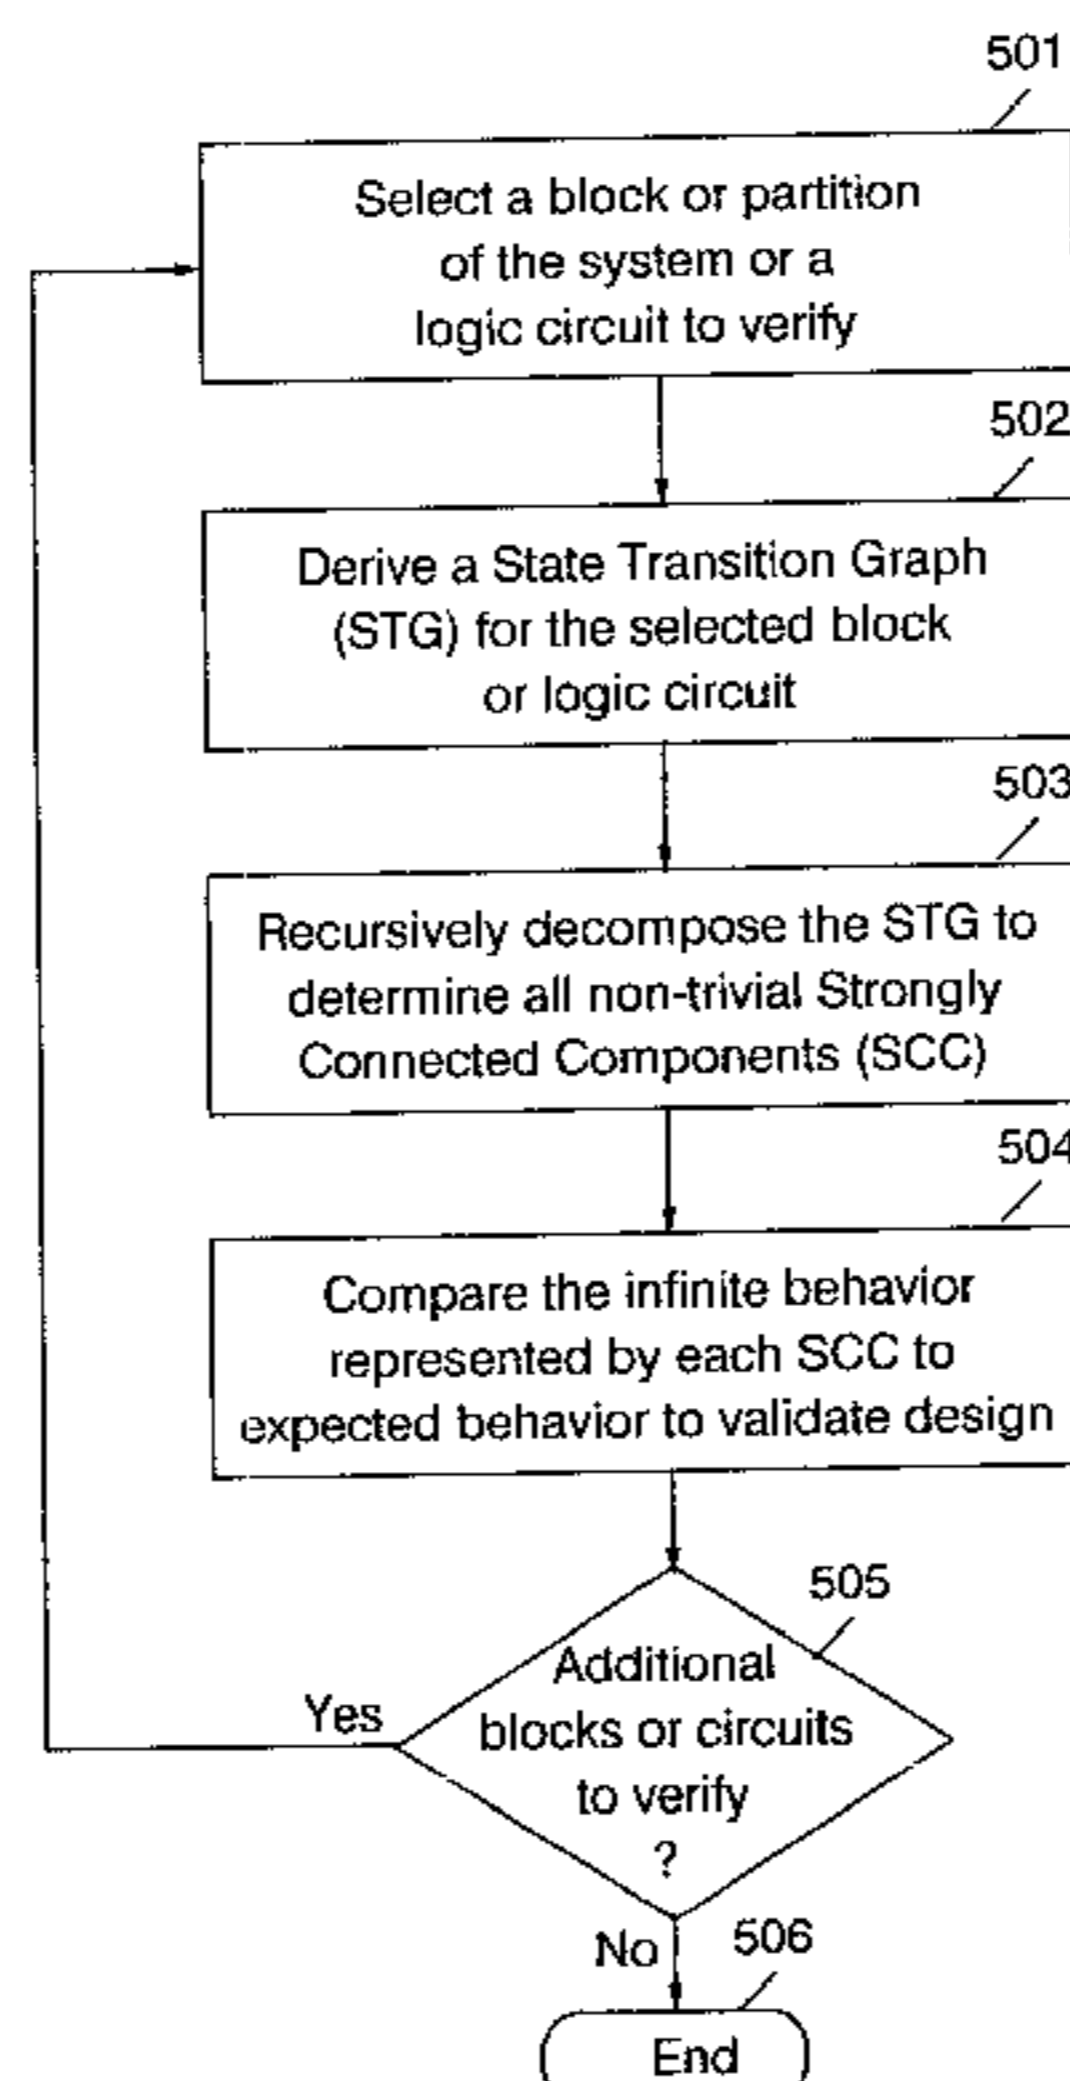 501
Select a block or partition
of the system or a
logic circuit to verify
502
Derive a State Transition Graph
(STG) for the selected block
or logic circuit
503
Recursively decompose the STG to
determine all non-trivial Strongly
Connected Components (SCC)
504
Compare the infinite behavior
represented by each SCC to
expected behavior to validate design
505
Additional
blocks or circuits
to verify
?
Yes
No
506
End